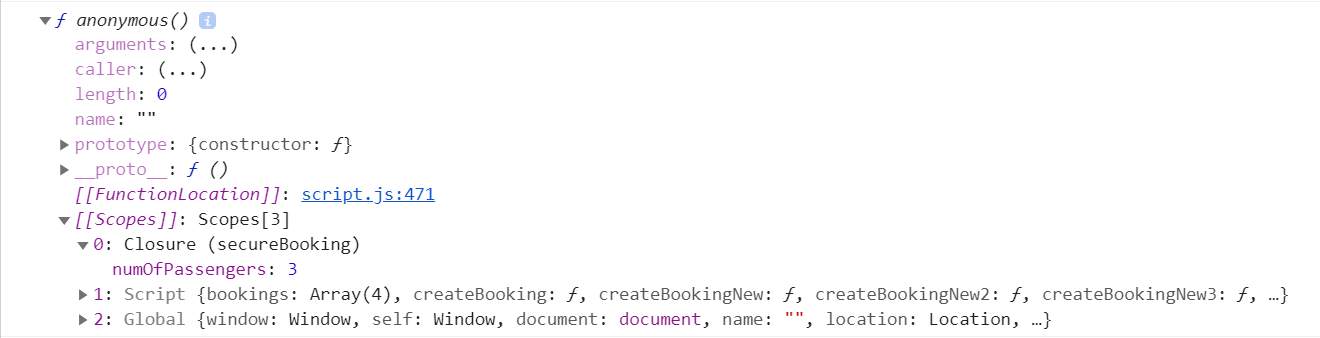 ▼ƒ anonymous() i
arguments: (...)
caller: (...)
length: 0
name: ""
▶prototype: {constructor: ƒ}
▶__proto__: ƒ ()
[[FunctionLocation]]: script.js:471
▼[[Scopes]]: Scopes[3]
▼0: Closure (secureBooking)
numOfPassengers: 3
▶1: Script {bookings: Array(4), createBooking: ƒ, createBookingNew: ƒ, createBookingNew2: ƒ, createBookingNew3: ƒ, …}
▶2: Global {window: Window, self: Window, document: document, name: "", location: Location, …}